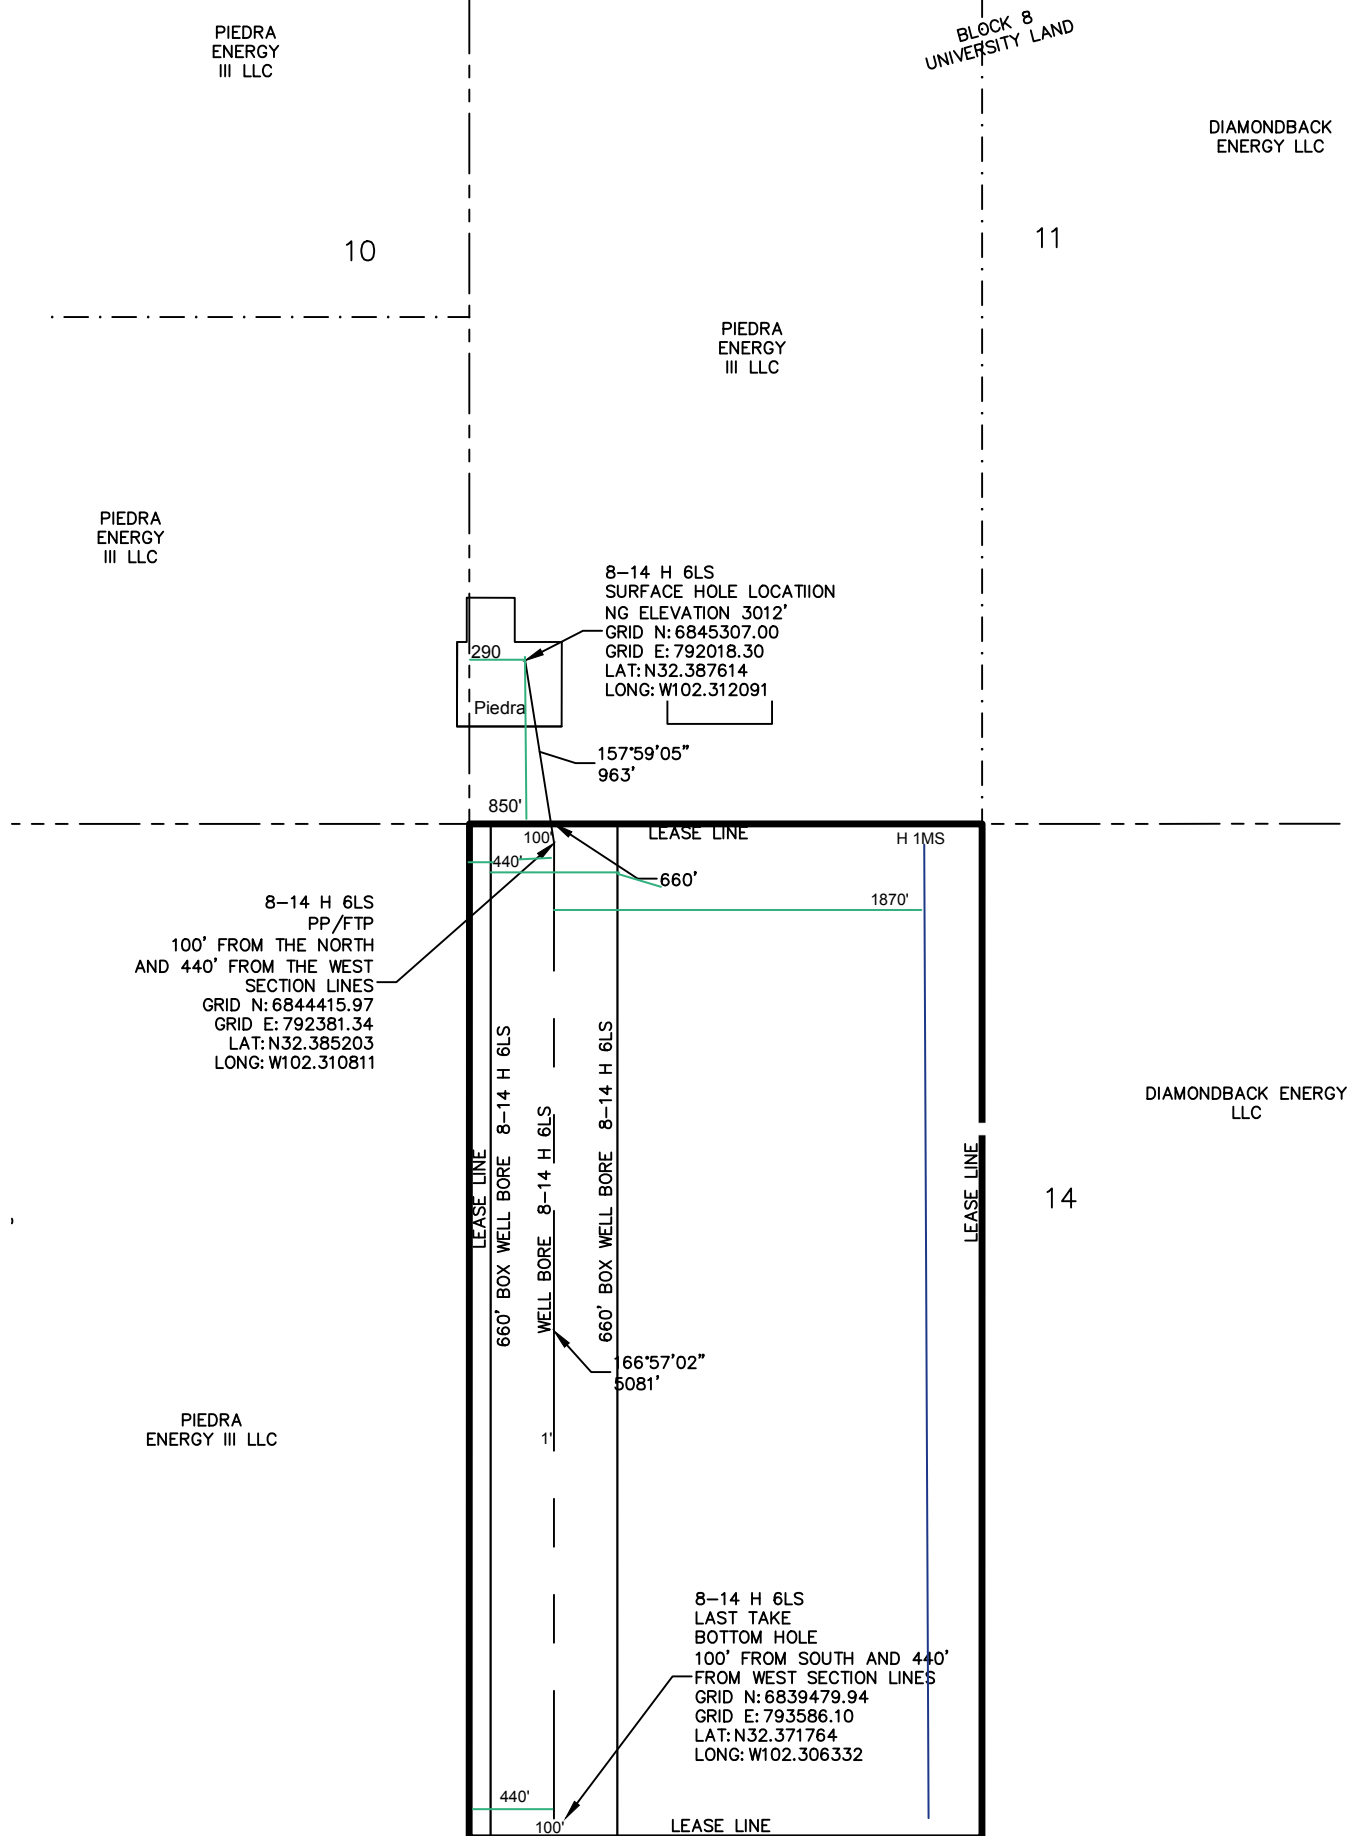 PIEDRA
ENERGY
III LLC
BLOCK 8
UNIVERSITY LAND
DIAMONDBACK
ENERGY LLC
10
11
PIEDRA
ENERGY
III LLC
PIEDRA
ENERGY
III LLC
8–14 H 6LS
SURFACE HOLE LOCATIION
NG ELEVATION 3012'
GRID N: 6845307.00
GRID E: 792018.30
LAT: N32.387614
LONG: W102.312091
290
Piedra
157°59'05"
963'
850'
LEASE LINE
100'
H 1MS
440'
660'
1870'
8–14 H 6LS
PP/FTP
100' FROM THE NORTH
AND 440' FROM THE WEST
SECTION LINES
GRID N: 6844415.97
GRID E: 792381.34
LAT: N32.385203
LONG: W102.310811
LEASE LINE
660' BOX WELL BORE 8–14 H 6LS
WELL BORE 8–14 H 6LS
660' BOX WELL BORE 8–14 H 6LS
LEASE LINE
DIAMONDBACK ENERGY
LLC
14
166°57'02"
5081'
PIEDRA
ENERGY III LLC
1'
8–14 H 6LS
LAST TAKE
BOTTOM HOLE
100' FROM SOUTH AND 440'
FROM WEST SECTION LINES
GRID N: 6839479.94
GRID E: 793586.10
LAT: N32.371764
LONG: W102.306332
440'
100'
LEASE LINE